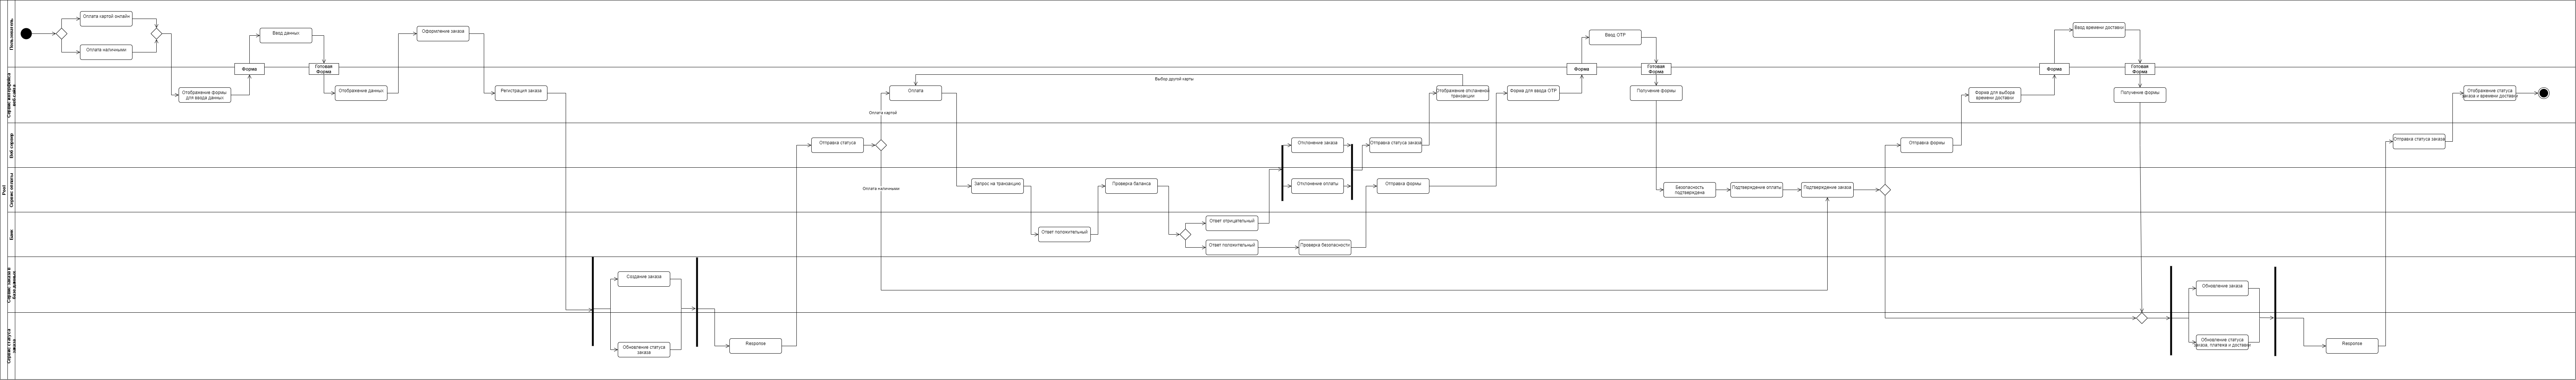 Pool
Пользователь
Сервис интерфейса
веб сайта
Веб сервер
Сервис оплаты
Банк
Сервис заказа в
базе данных
Сервис статуса
заказа
Оплата картой онлайн
Оплата наличными
Отображение формы
для ввода данных
Форма
Ввод данных
Готовая
Форма
Отображение данных
Оформление заказа
Регистрация заказа
Создание заказа
Обновление статуса
заказа
Response
Отправка статуса
Оплата картой
Оплата наличными
Оплата
Запрос на транзакцию
Ответ положительный
Проверка баланса
Ответ отрицательный
Ответ положительный
Проверка безопасности
Отклонение заказа
Отклонение оплаты
Отправка статуса заказа
Отправка формы
Отображение отклонения
транзакции
Выбор другой карты
Форма для ввода OTP
Форма
Ввод OTP
Готовая
Форма
Получение формы
Безопасность
подтверждена
Подтверждение оплаты
Подтверждение заказа
Отправка формы
Форма для выбора
времени доставки
Форма
Ввод времени доставки
Готовая
Форма
Получение формы
Обновление заказа
Обновление статуса
заказа, платежа и доставки
Response
Отправка статуса заказа
Отображение статуса
заказа и времени доставки